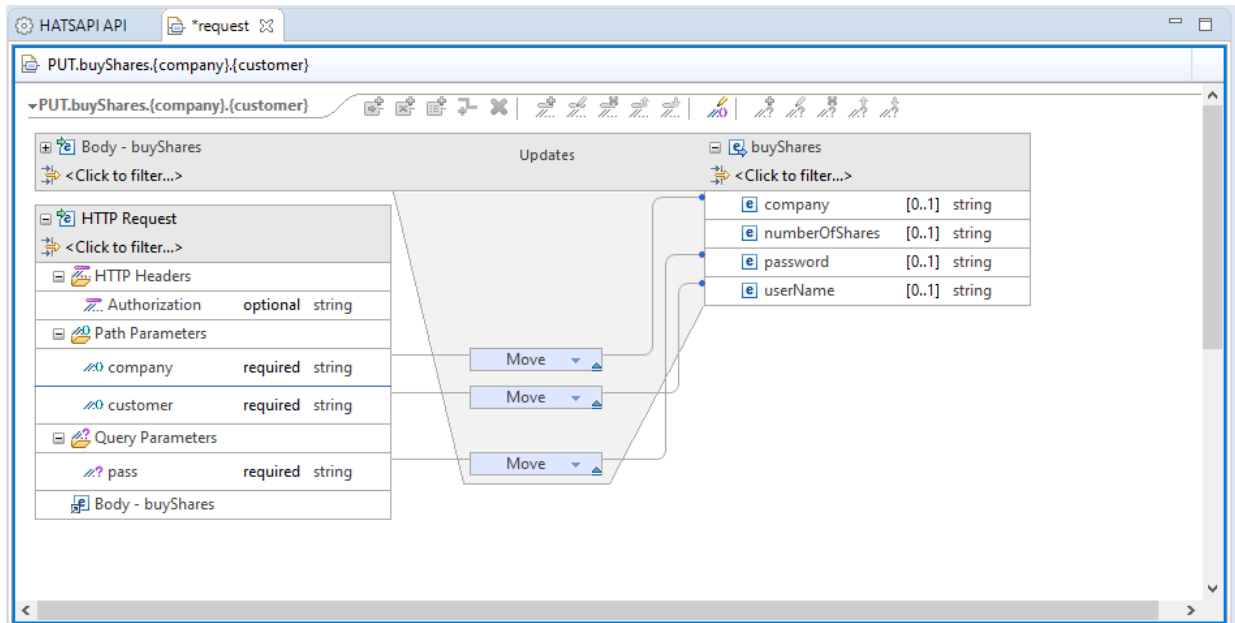 HATSAPI API *request
PUT.buyShares.{company}.{customer}
PUT.buyShares.{company}.{customer}
Body - buyShares
<Click to filter...>
Updates
buyShares
<Click to filter...>
company [0..1] string
numberOfShares [0..1] string
password [0..1] string
userName [0..1] string
HTTP Request
<Click to filter...>
HTTP Headers
Authorization optional string
Path Parameters
company required string
Move
customer required string
Move
Query Parameters
pass required string
Move
Body - buyShares